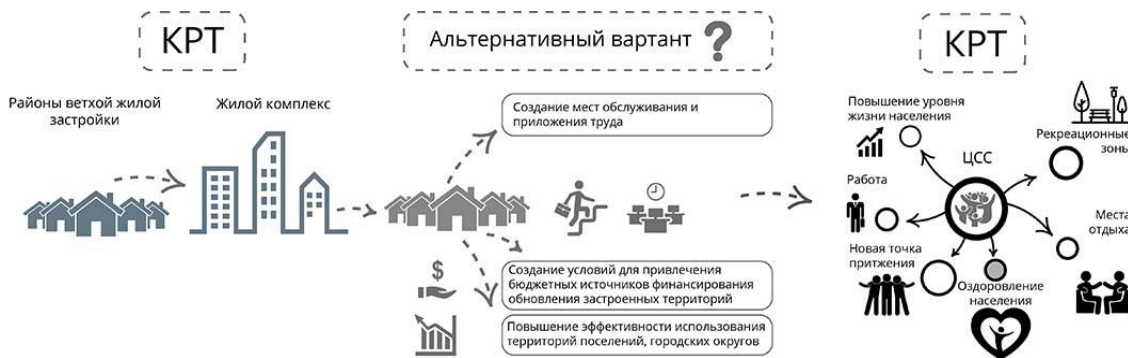 КРТ
Районы ветхой жилой
застройки
Жилой комплекс
Альтернативный вартант ?
Создание мест обслуживания и
приложения труда
$
Создание условий для привлечения
бюджетных источников финансирования
обновления застроенных территорий
Повышение эффективности использования
территорий поселений, городских округов
КРТ
Повышение уровня
жизни населения
Рекреационные
зоны
ЦСС
Работа
Места
отдыха
Новая точка
притжения
Оздоровление
населения